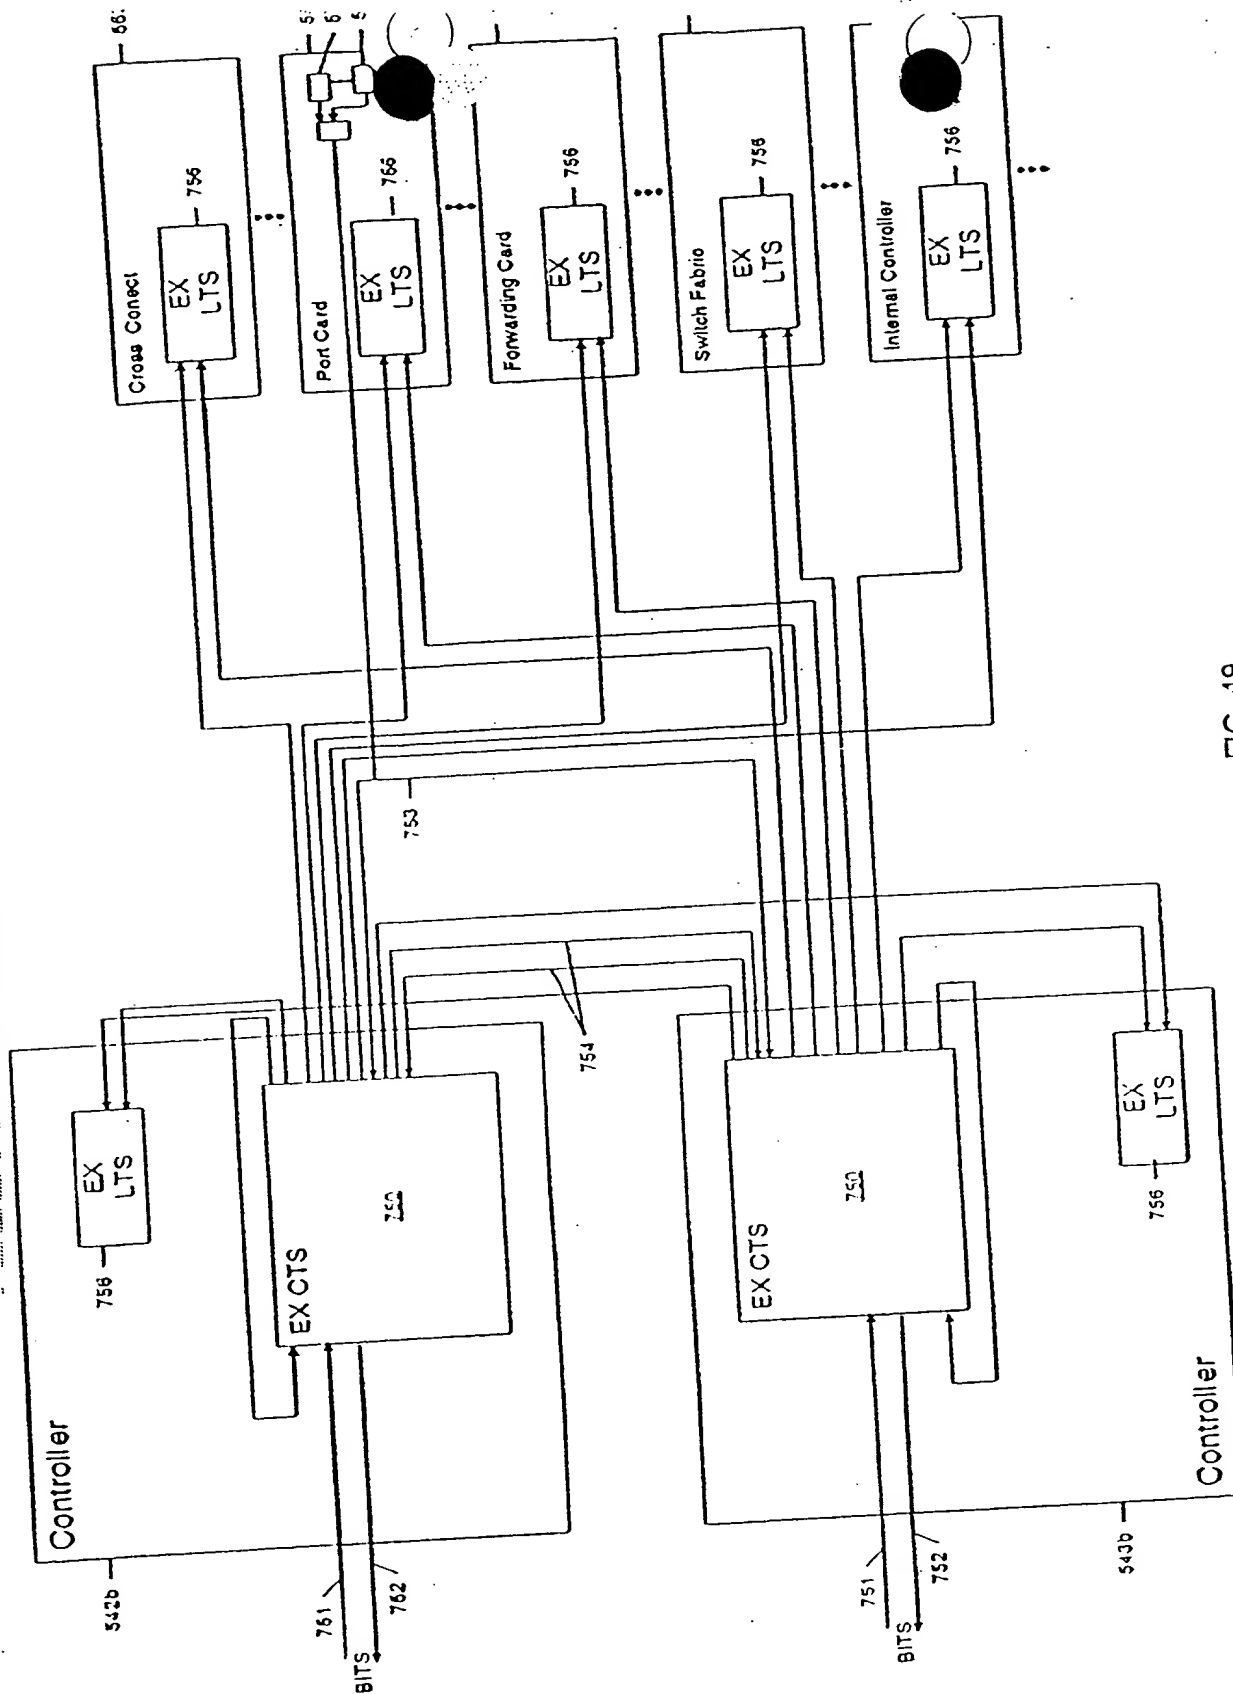 Controller
542b
EX
LTS
756
EX CTS
750
751
752
BITS
Controller
543b
EX
LTS
756
EX CTS
750
751
752
BITS
753
754
Cross Conect
EX
LTS
756
Port Card
EX
LTS
756
Forwarding Card
EX
LTS
756
Switch Fabric
EX
LTS
756
Internal Controller
EX
LTS
756